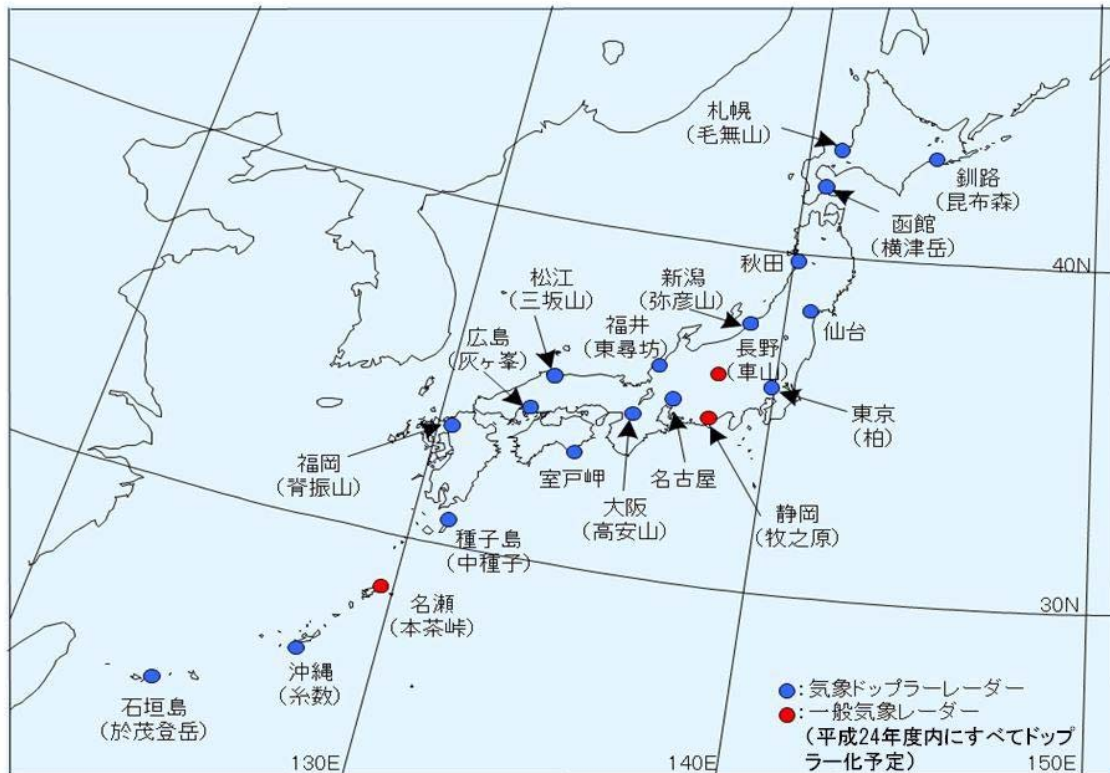 札幌
（毛無山）
釧路
（昆布森）
函館
（横津岳）
秋田
40N
松江
（三坂山）
新潟
（弥彦山）
仙台
広島
（灰ヶ峯）
福井
（東尋坊）
長野
（車山）
東京
（柏）
福岡
（脊振山）
室戸岬
名古屋
大阪
（高安山）
静岡
（牧之原）
種子島
（中種子）
名瀬
（本茶峠）
30N
沖縄
（糸数）
石垣島
（於茂登岳）
：気象ドップラーレーダー
：一般気象レーダー
（平成24年度内にすべてドップ
ラー化予定）
130E
140E
150E